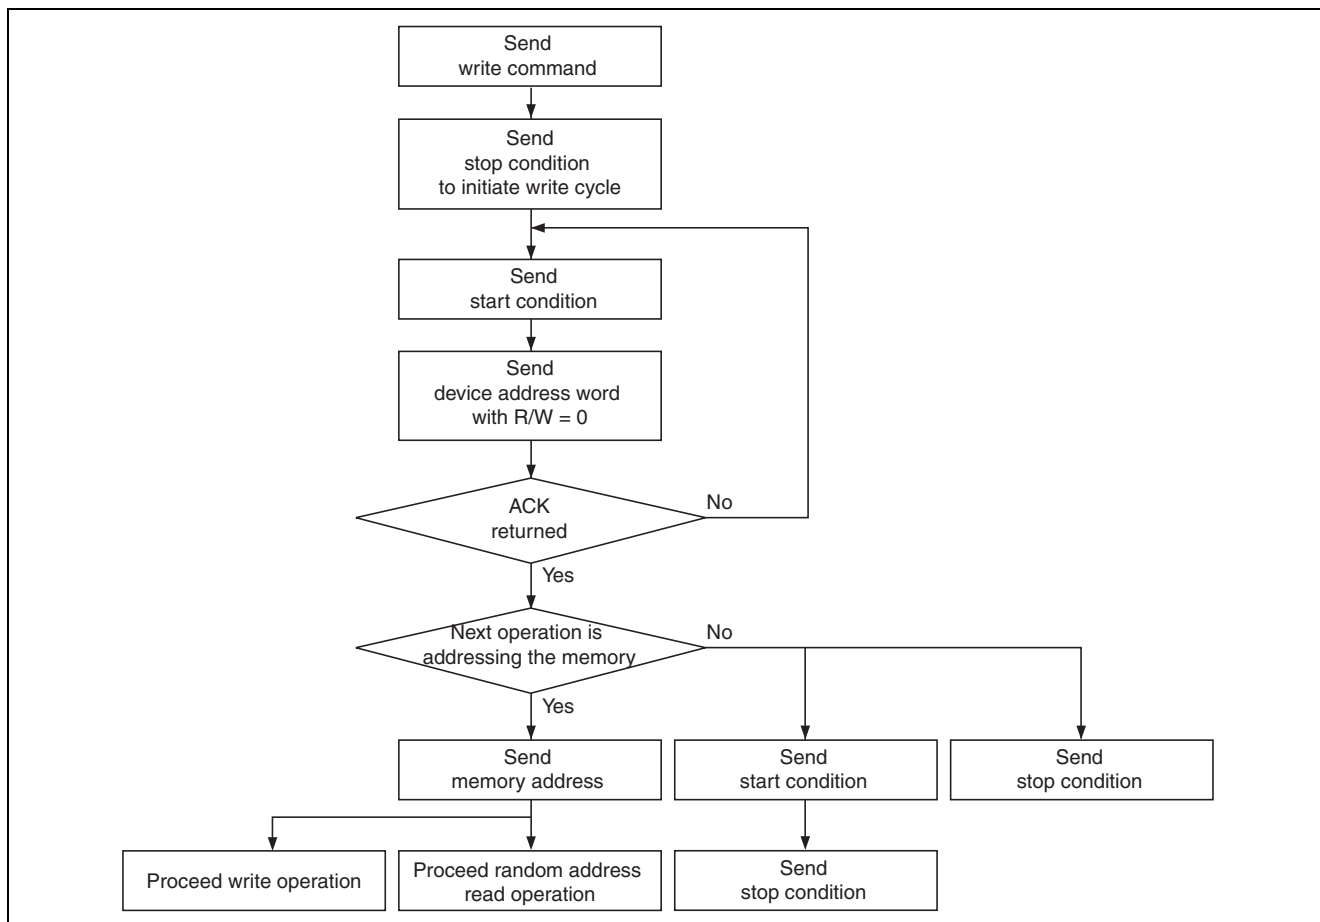 Send
write command
Send
stop condition
to initiate write cycle
Send
start condition
Send
device address word
with R/W = 0
ACK
returned
No
Yes
Next operation is
addressing the memory
No
Yes
Send
memory address
Send
start condition
Send
stop condition
Proceed write operation
Proceed random address
read operation
Send
stop condition